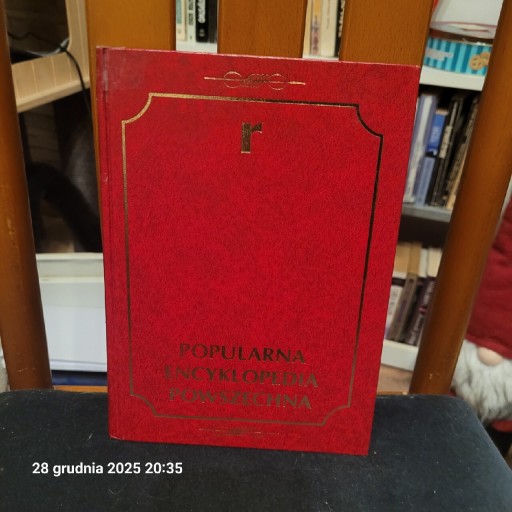 r
POPULARNA
ENCYKLOPEDIA
POWSZECHNA
28 grudnia 2025 20:35